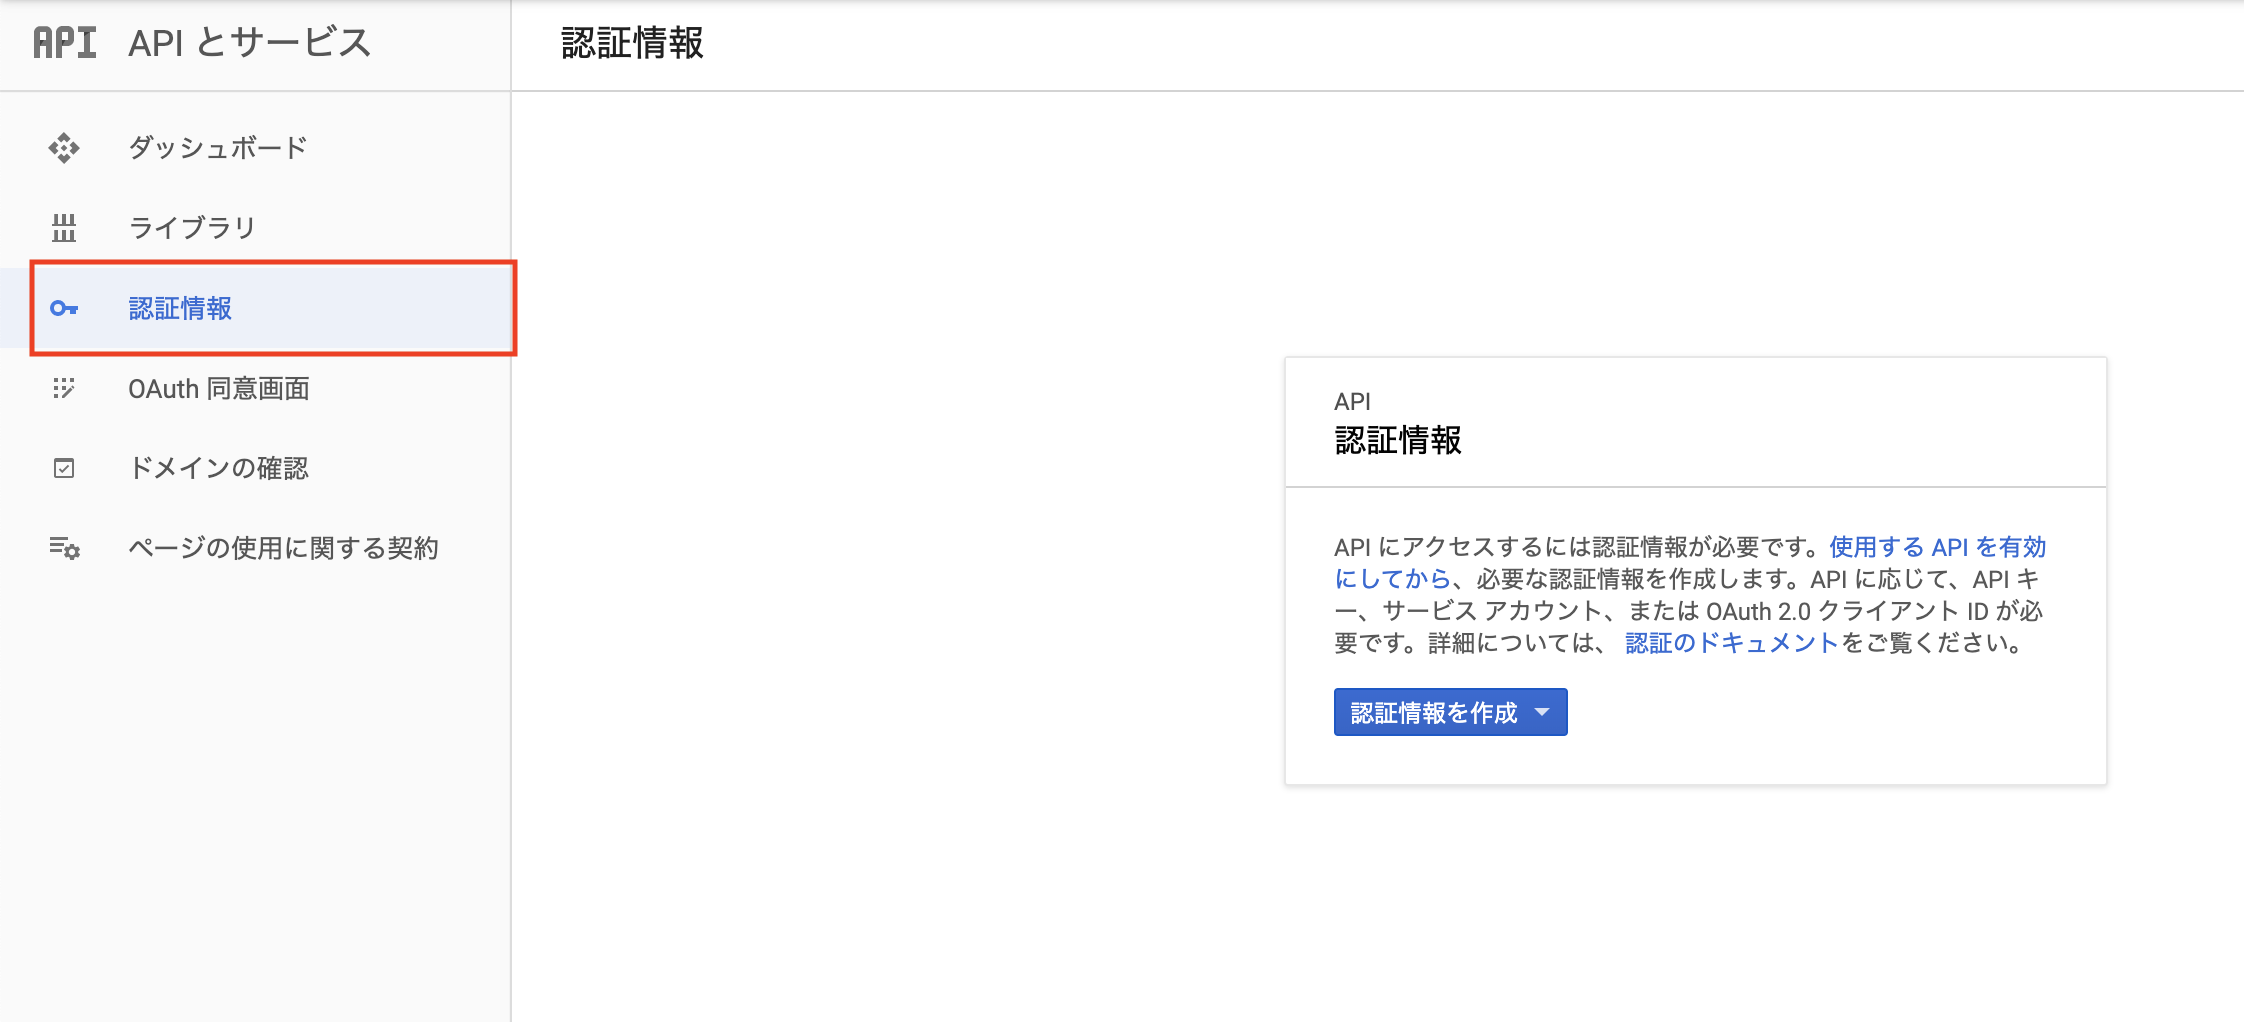 API API とサービス
認証情報
ダッシュボード
ライブラリ
認証情報
OAuth 同意画面
ドメインの確認
ページの使用に関する契約
API
認証情報
API にアクセスするには認証情報が必要です。使用する API を有効
にしてから、必要な認証情報を作成します。API に応じて、API キ
ー、サービス アカウント、または OAuth 2.0 クライアント ID が必
要です。詳細については、 認証のドキュメントをご覧ください。
認証情報を作成